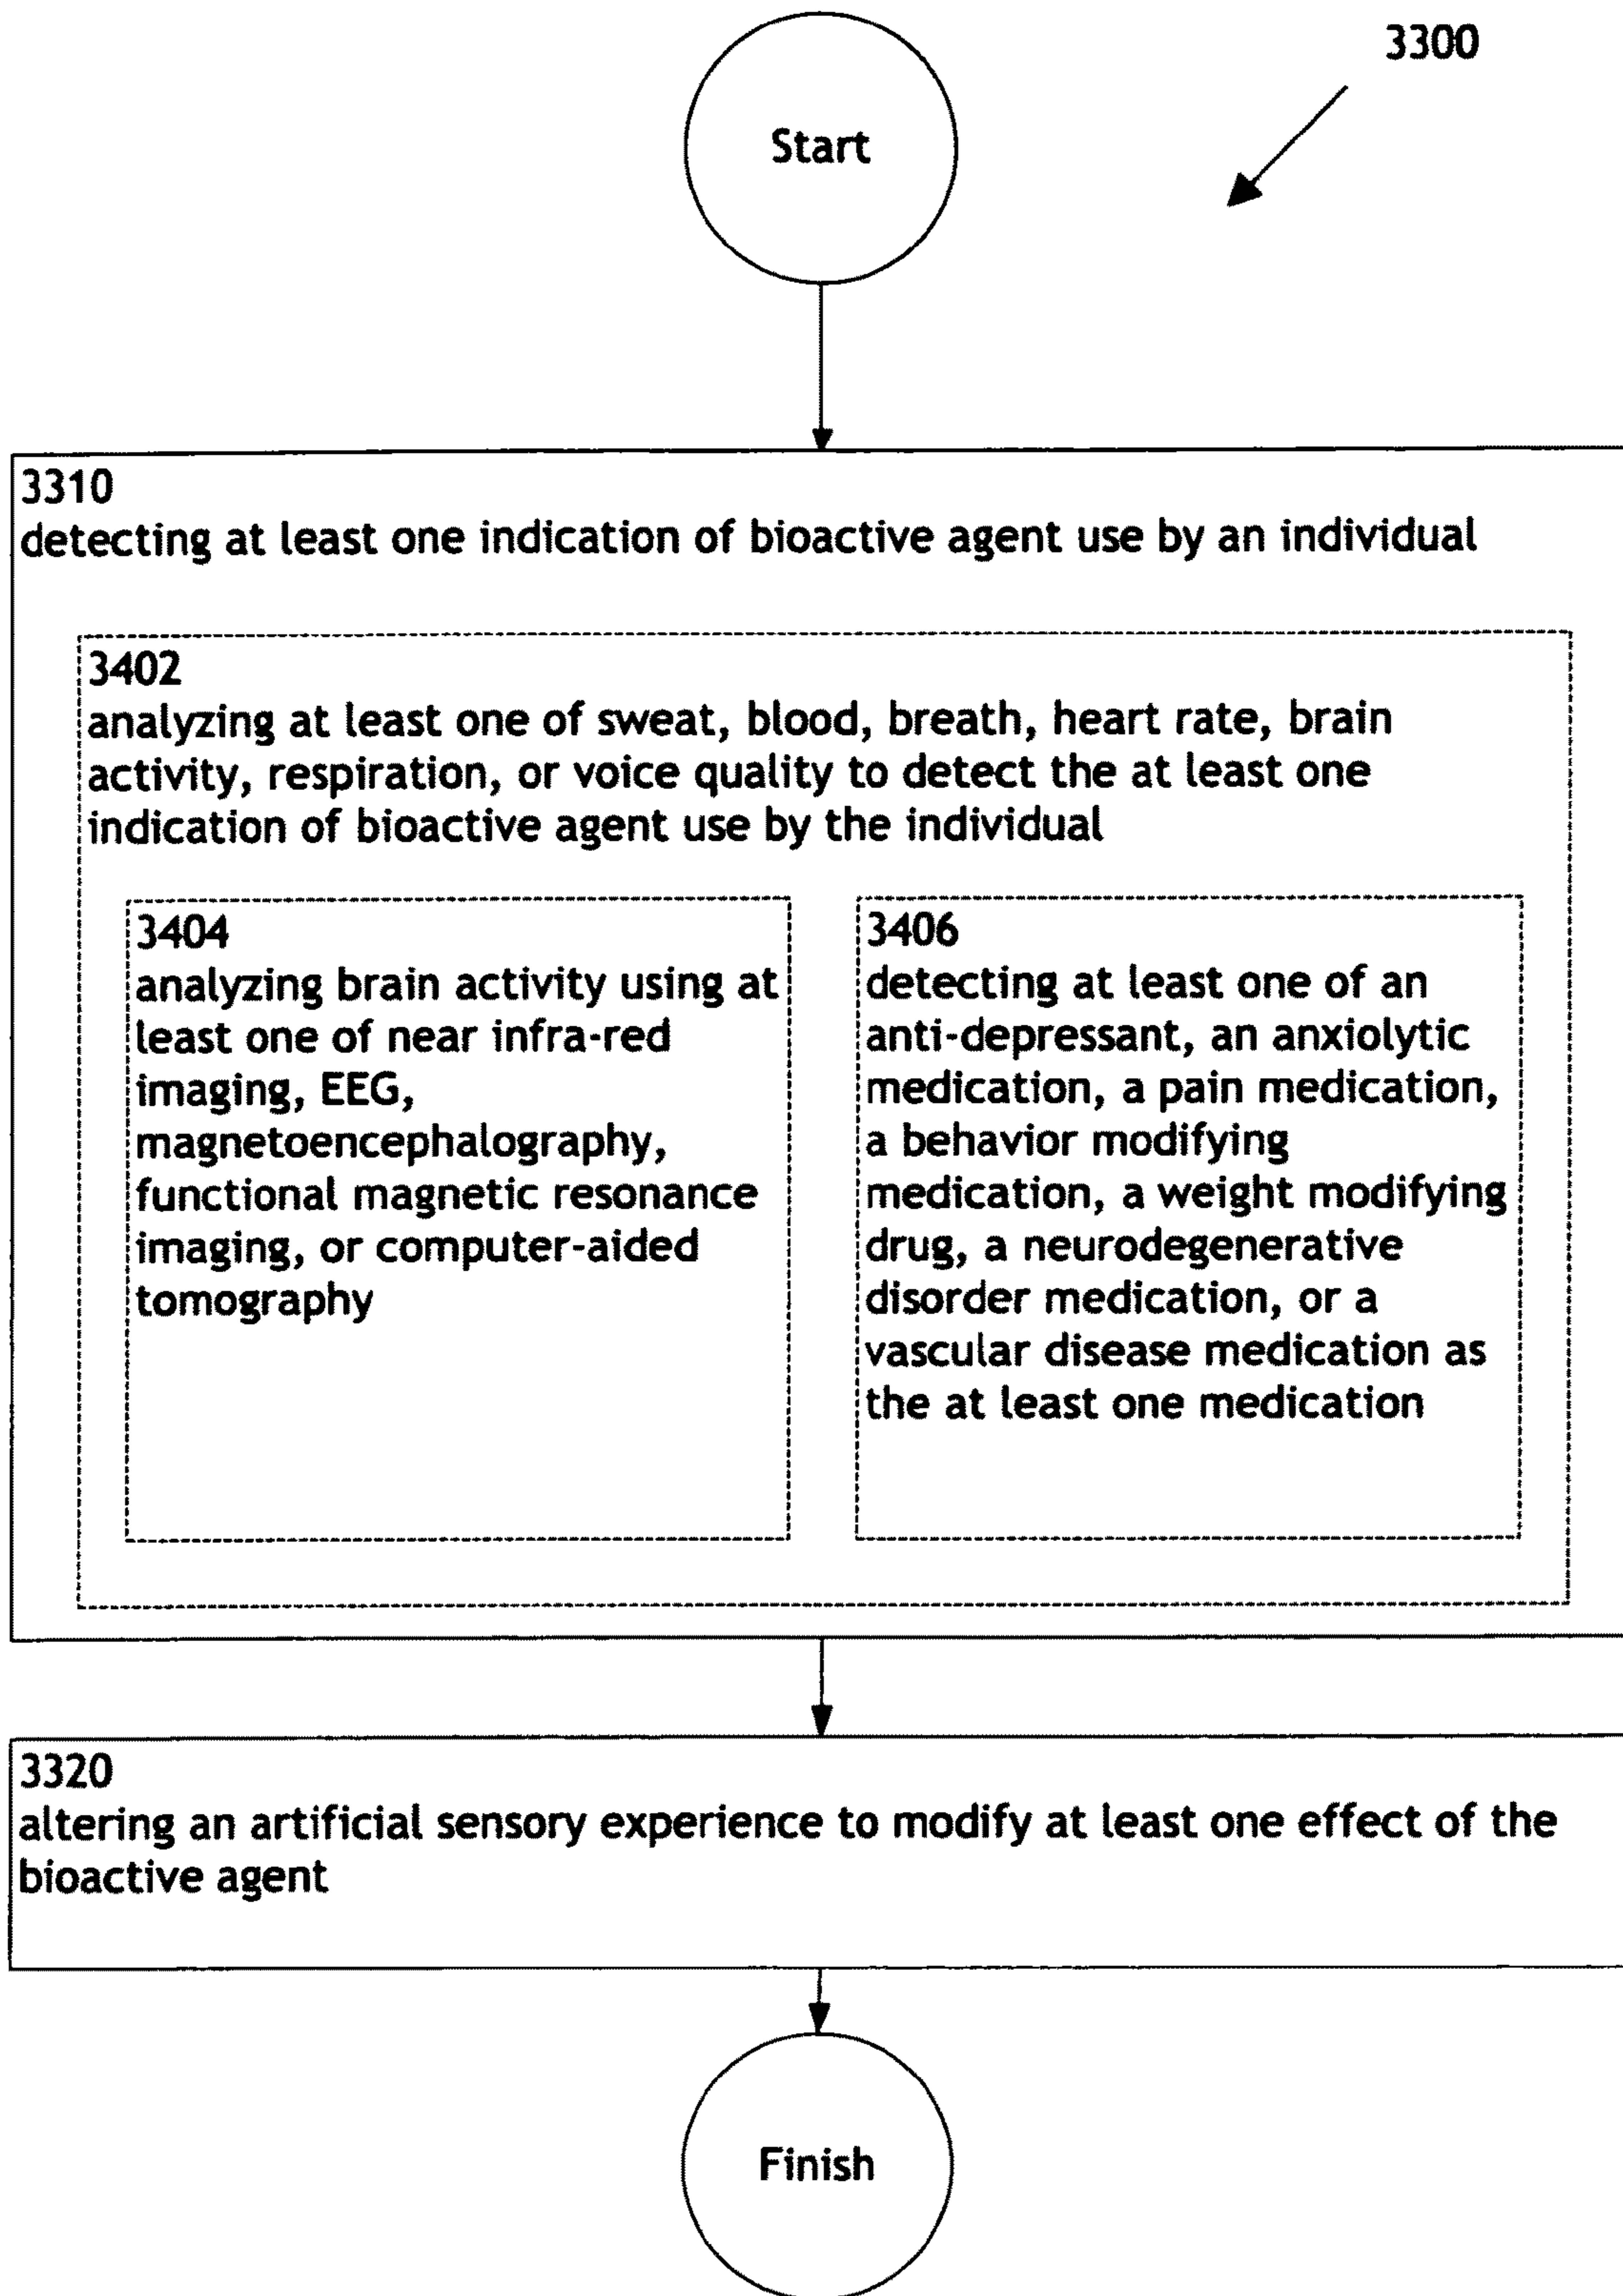 3300
Start
3310
detecting at least one indication of bioactive agent use by an individual
3402
analyzing at least one of sweat, blood, breath, heart rate, brain
activity, respiration, or voice quality to detect the at least one
indication of bioactive agent use by the individual
3404
analyzing brain activity using at
least one of near infra-red
imaging, EEG,
magnetoencephalography,
functional magnetic resonance
imaging, or computer-aided
tomography
3406
detecting at least one of an
anti-depressant, an anxiolytic
medication, a pain medication,
a behavior modifying
medication, a weight modifying
drug, a neurodegenerative
disorder medication, or a
vascular disease medication as
the at least one medication
3320
altering an artificial sensory experience to modify at least one effect of the
bioactive agent
Finish